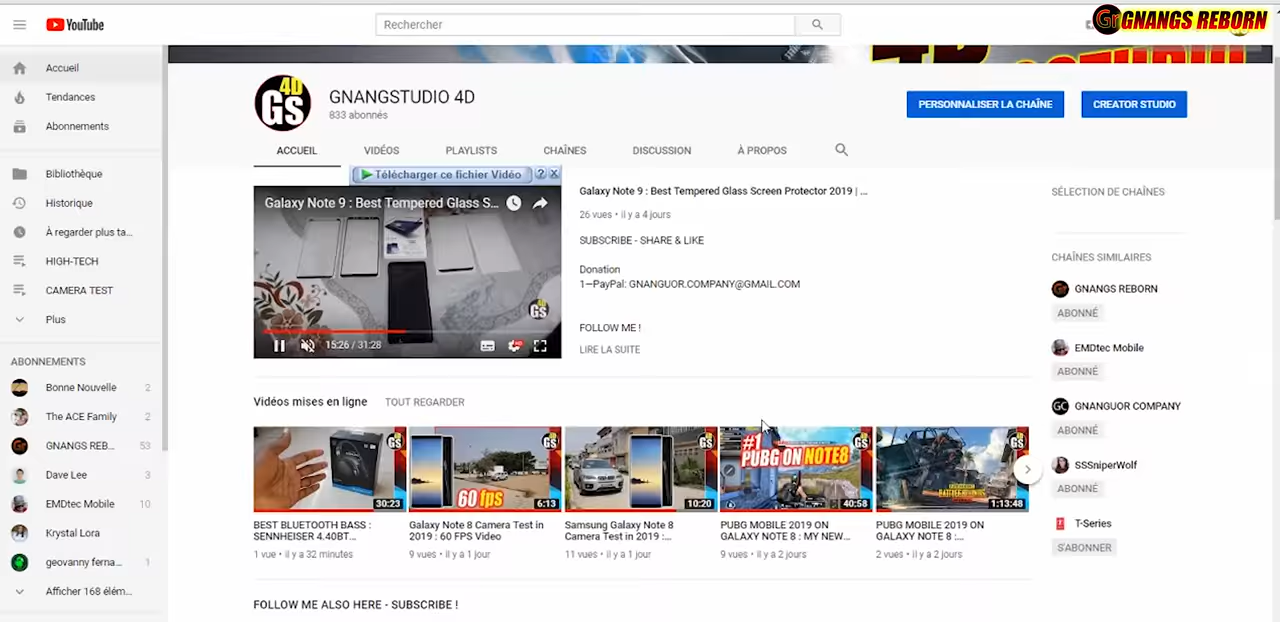 YouTube
Rechercher
GNANGS REBORN
Accueil
Tendances
Abonnements
Bibliothèque
Historique
À regarder plus ta...
HIGH-TECH
CAMERA TEST
Plus
ABONNEMENTS
Bonne Nouvelle 2
The ACE Family 2
GNANGS REB... 53
Dave Lee 3
EMDtec Mobile 10
Krystal Lora
geovanny ferna... 1
Afficher 168 élém...
4D
GS
GNANGSTUDIO 4D
833 abonnés
PERSONNALISER LA CHAÎNE
CREATOR STUDIO
ACCUEIL
VIDÉOS
PLAYLISTS
CHAÎNES
DISCUSSION
À PROPOS
Télécharger ce fichier Vidéo ? X
Galaxy Note 9 : Best Tempered Glass S...
GS
15:26 / 31:28
Galaxy Note 9 : Best Tempered Glass Screen Protector 2019 | ...
26 vues • il y a 4 jours
SUBSCRIBE - SHARE & LIKE
Donation
1—PayPal: GNANGUOR.COMPANY@GMAIL.COM
FOLLOW ME !
LIRE LA SUITE
Vidéos mises en ligne TOUT REGARDER
GS
30:23
BEST BLUETOOTH BASS :
SENNHEISER 4.40BT...
1 vue • il y a 32 minutes
GS
60 fps
6:13
Galaxy Note 8 Camera Test in
2019 : 60 FPS Video
9 vues • il y a 1 jour
GS
10:20
Samsung Galaxy Note 8
Camera Test in 2019 :...
11 vues • il y a 1 jour
#1
PUBG ON NOTE8
GS
40:58
PUBG MOBILE 2019 ON
GALAXY NOTE 8 : MY NEW...
9 vues • il y a 2 jours
GS
1:13:48
PUBG MOBILE 2019 ON
GALAXY NOTE 8 :...
2 vues • il y a 2 jours
FOLLOW ME ALSO HERE - SUBSCRIBE !
SÉLECTION DE CHAÎNES
CHAÎNES SIMILAIRES
GNANGS REBORN
ABONNÉ
EMDtec Mobile
ABONNÉ
GC
GNANGUOR COMPANY
ABONNÉ
SSSniperWolf
ABONNÉ
T-Series
S'ABONNER